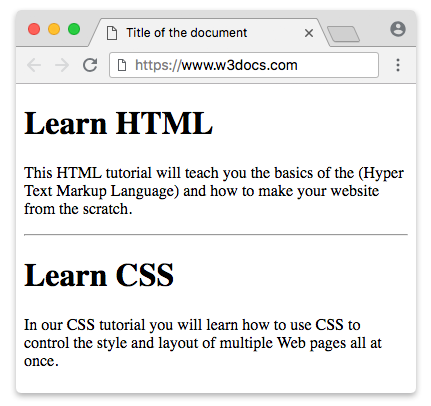 Title of the document
https://www.w3docs.com
Learn HTML
This HTML tutorial will teach you the basics of the (Hyper
Text Markup Language) and how to make your website
from the scratch.
Learn CSS
In our CSS tutorial you will learn how to use CSS to
control the style and layout of multiple Web pages all at
once.